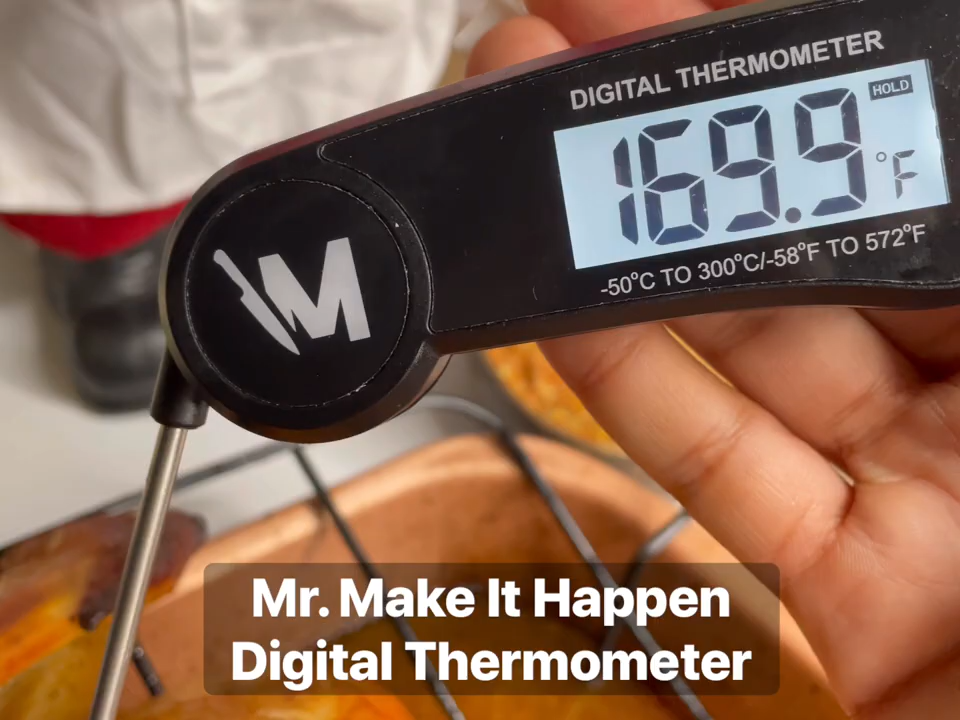 DIGITAL THERMOMETER
HOLD
169.9 °F
-50°C TO 300°C/-58°F TO 572°F
M
Mr. Make It Happen
Digital Thermometer